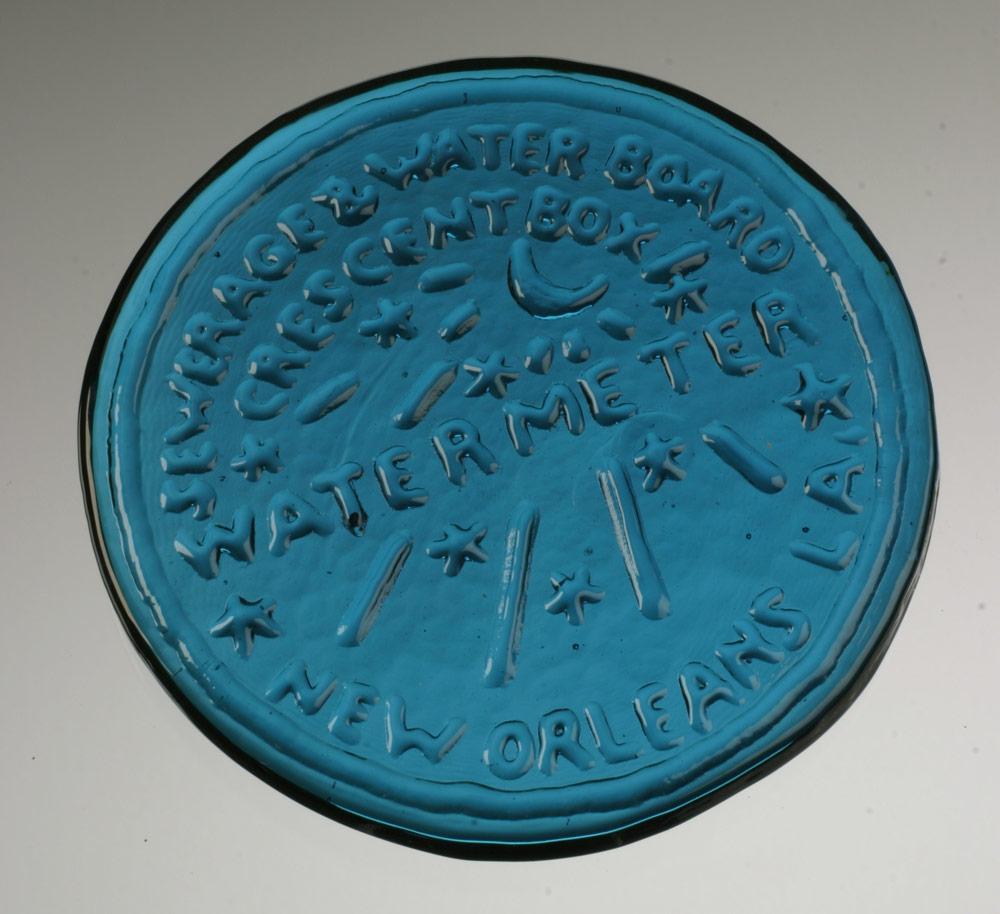 SEWERAGE & WATER BOARD
CRESCENT BOX
WATER METER
NEW ORLEANS LA,